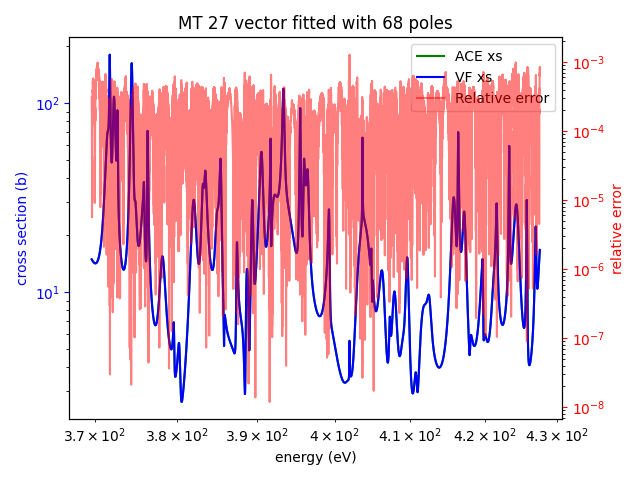 MT 27 vector fitted with 68 poles
ACE xs
VF xs
Relative error
cross section (b)
10²
10¹
relative error
10⁻³
10⁻⁴
10⁻⁵
10⁻⁶
10⁻⁷
10⁻⁸
3.7 × 10² 3.8 × 10² 3.9 × 10² 4 × 10² 4.1 × 10² 4.2 × 10² 4.3 × 10²
energy (eV)